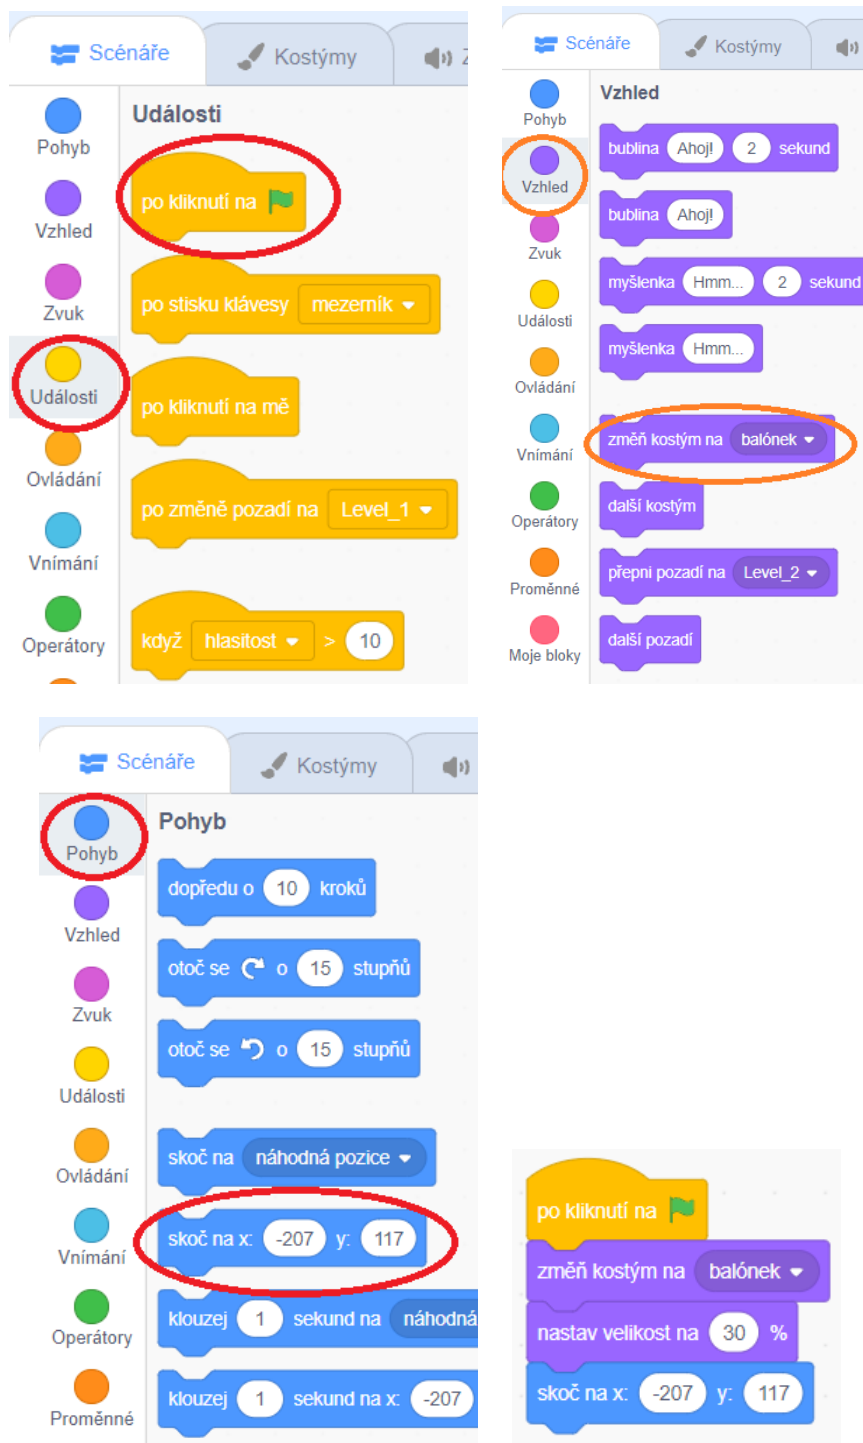 Scénáře Kostýmy
Události
Pohyb
Vzhled
Zvuk
Události
Ovládání
Vnímání
Operátory
po kliknutí na
po stisku klávesy mezerník
po kliknutí na mě
po změně pozadí na Level_1
když hlasitost > 10
Scénáře Kostýmy
Vzhled
Pohyb
Vzhled
Zvuk
Události
Ovládání
Vnímání
Operátory
Proměnné
Moje bloky
bublina Ahoj! 2 sekund
bublina Ahoj!
myšlenka Hmm... 2 sekund
myšlenka Hmm...
změň kostým na balónek
další kostým
přepni pozadí na Level_2
další pozadí
Scénáře Kostýmy
Pohyb
Pohyb
Vzhled
Zvuk
Události
Ovládání
Vnímání
Operátory
Proměnné
dopředu o 10 kroků
otoč se o 15 stupňů
otoč se o 15 stupňů
skoč na náhodná pozice
skoč na x: -207 y: 117
klouzej 1 sekund na náhodná
klouzej 1 sekund na x: -207
po kliknutí na
změň kostým na balónek
nastav velikost na 30 %
skoč na x: -207 y: 117